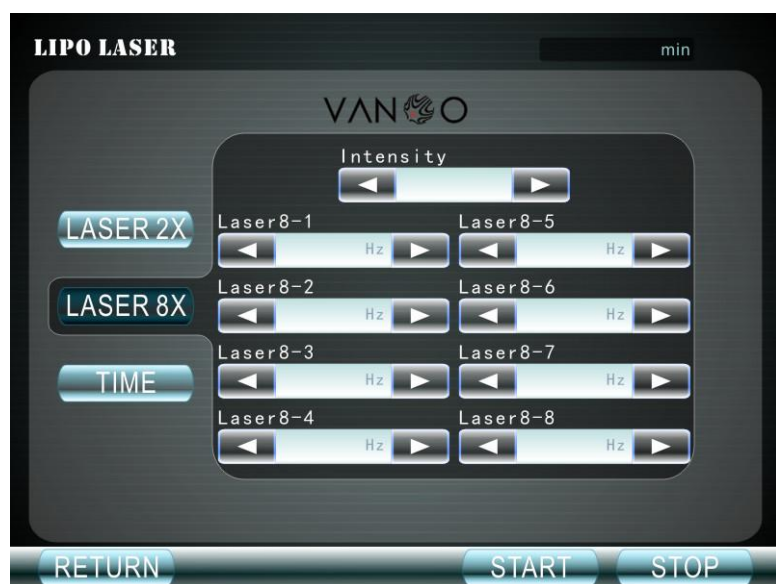 LIPO LASER
min
VANOO
Intensity
LASER 2X
Laser8-1 Laser8-5
Hz Hz
Laser8-2 Laser8-6
LASER 8X
Hz Hz
Laser8-3 Laser8-7
TIME
Hz Hz
Laser8-4 Laser8-8
Hz Hz
RETURN START STOP